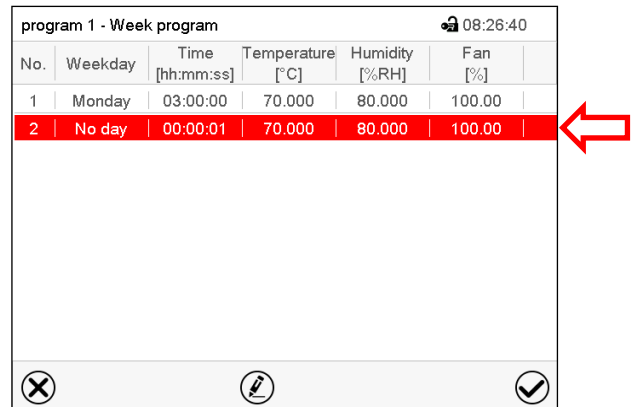 program 1 - Week program 08:26:40
No. Weekday Time [hh:mm:ss] Temperature [°C] Humidity [%RH] Fan [%]
1 Monday 03:00:00 70.000 80.000 100.00
2 No day 00:00:01 70.000 80.000 100.00